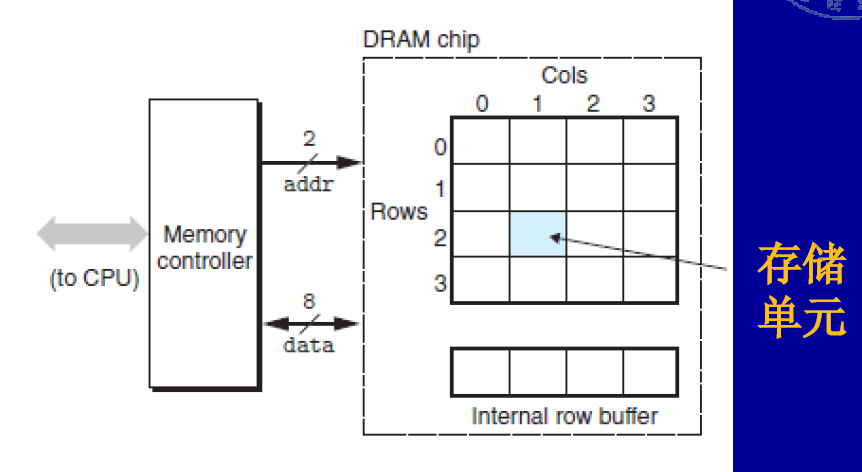 DRAM chip
Cols
0 1 2 3
2
0
addr
1
Rows
Memory
controller
2
(to CPU)
3
8
data
Internal row buffer
存储
单元